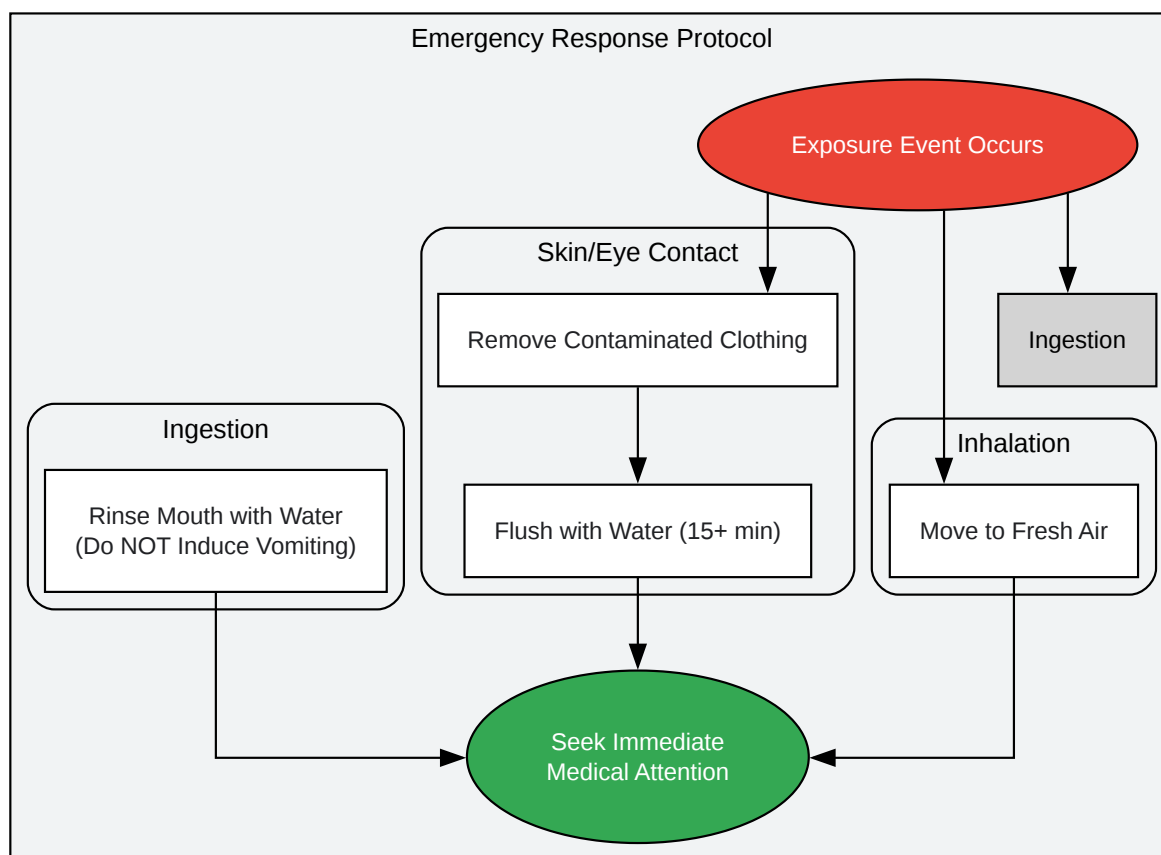 Emergency Response Protocol
Exposure Event Occurs
Skin/Eye Contact
Remove Contaminated Clothing
Ingestion
Ingestion
Rinse Mouth with Water
(Do NOT Induce Vomiting)
Flush with Water (15+ min)
Inhalation
Move to Fresh Air
Seek Immediate
Medical Attention